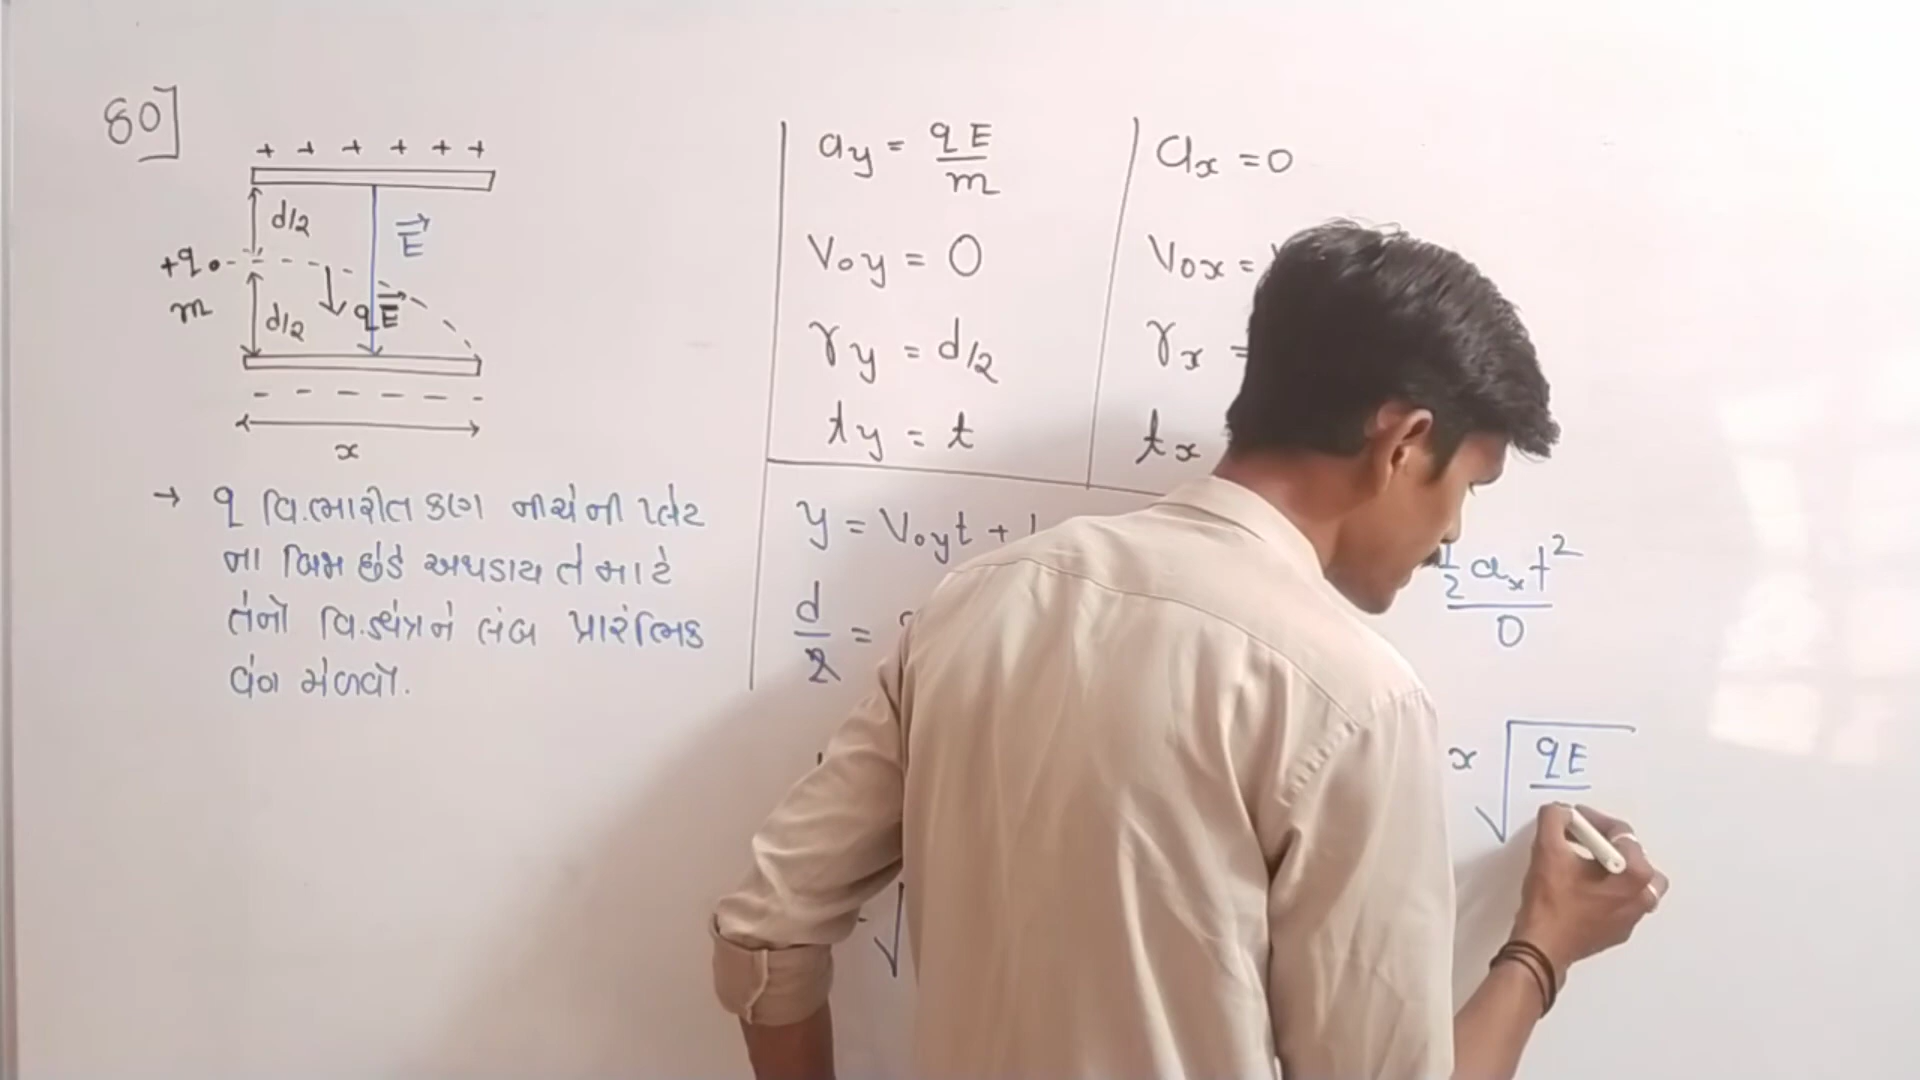 80]
+ + + + + +
d/2
E
+q
m
d/2
qE
- - - - - -
x
→ q વિ.ભારીત કણ નીચેની પ્લેટ
ના સામ છેડે અથડાય તે માટે
તેનો વિ.ક્ષેત્રને લંબ પ્રારંભિક
વેગ મેળવો.
ay = qE/m
Voy = 0
ry = d/2
ty = t
ax = 0
Vox =
rx =
tx
y = Voyt +
d/2 =
1/2 axt²
0
x √ qE
√